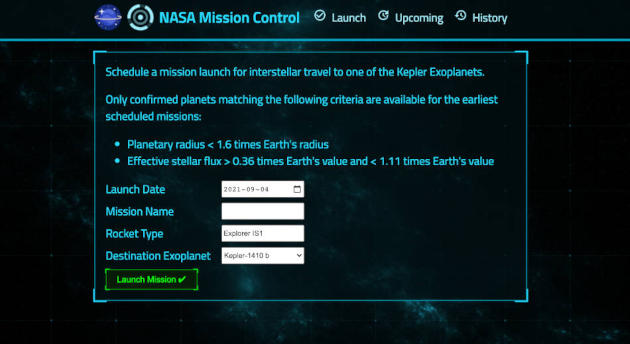 NASA Mission Control Launch Upcoming History
Schedule a mission launch for interstellar travel to one of the Kepler Exoplanets.
Only confirmed planets matching the following criteria are available for the earliest
scheduled missions:
Planetary radius < 1.6 times Earth's radius
Effective stellar flux > 0.36 times Earth's value and < 1.11 times Earth's value
Launch Date 2021-09-04
Mission Name
Rocket Type Explorer IS1
Destination Exoplanet Kepler-1410 b
Launch Mission ✔